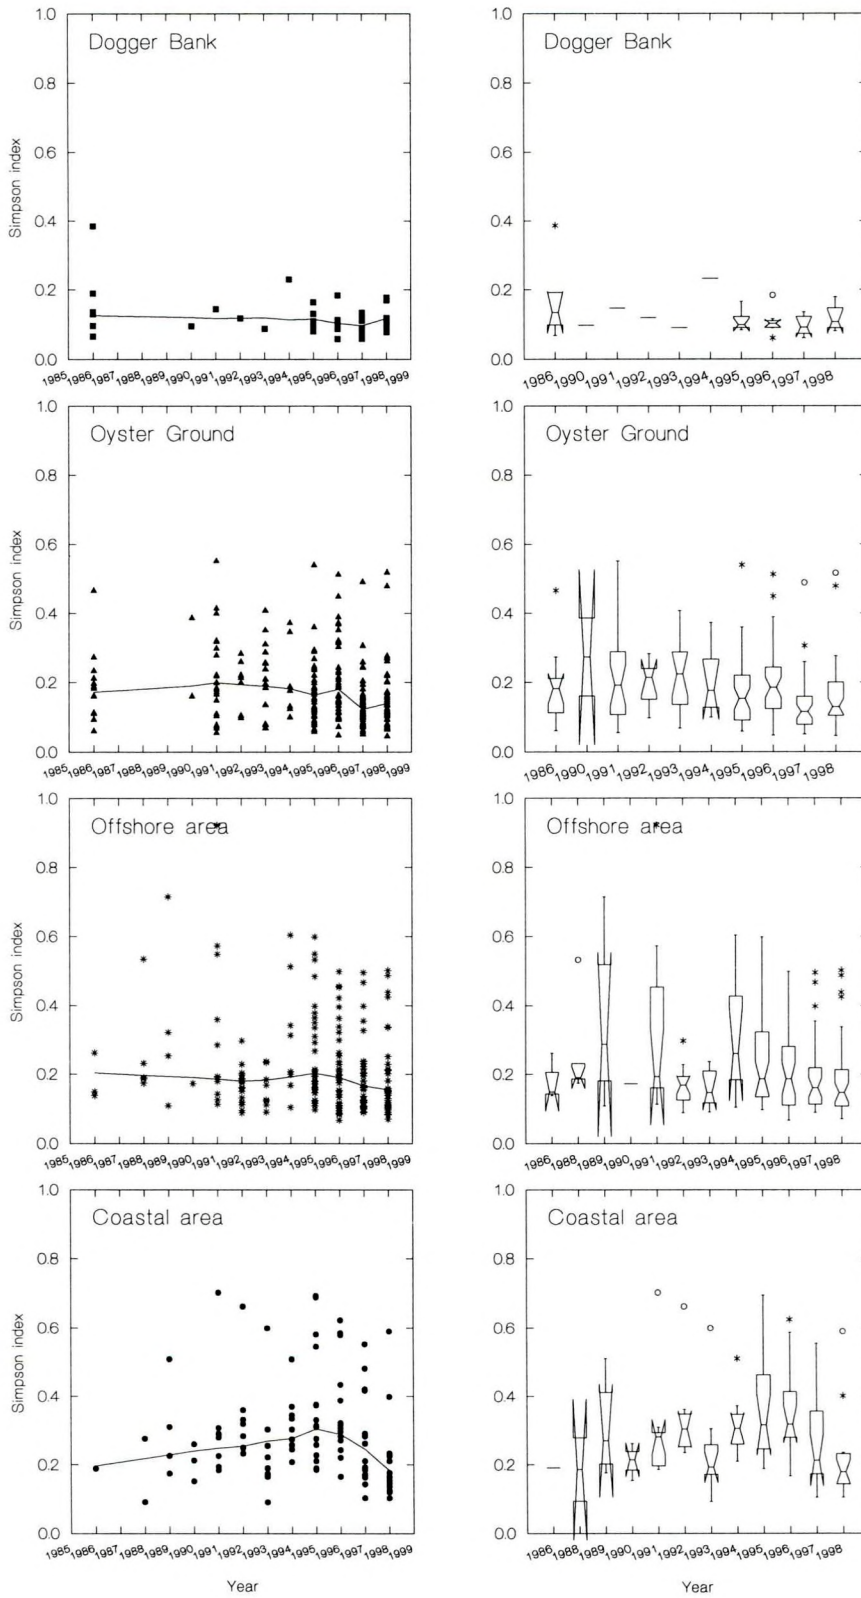 Dogger Bank
Simpson index
1.0
0.8
0.6
0.4
0.2
0.0
1985 1986 1987 1988 1989 1990 1991 1992 1993 1994 1995 1996 1997 1998 1999
Dogger Bank
1.0
0.8
0.6
0.4
0.2
0.0
1986 1990 1991 1992 1993 1994 1995 1996 1997 1998
Oyster Ground
Simpson index
1.0
0.8
0.6
0.4
0.2
0.0
1985 1986 1987 1988 1989 1990 1991 1992 1993 1994 1995 1996 1997 1998 1999
Oyster Ground
1.0
0.8
0.6
0.4
0.2
0.0
1986 1990 1991 1992 1993 1994 1995 1996 1997 1998
Offshore area
Simpson index
1.0
0.8
0.6
0.4
0.2
0.0
1985 1986 1987 1988 1989 1990 1991 1992 1993 1994 1995 1996 1997 1998 1999
Offshore area
1.0
0.8
0.6
0.4
0.2
0.0
1986 1988 1989 1990 1991 1992 1993 1994 1995 1996 1997 1998
Coastal area
Simpson index
1.0
0.8
0.6
0.4
0.2
0.0
1985 1986 1987 1988 1989 1990 1991 1992 1993 1994 1995 1996 1997 1998 1999
Year
Coastal area
1.0
0.8
0.6
0.4
0.2
0.0
1986 1988 1989 1990 1991 1992 1993 1994 1995 1996 1997 1998
Year